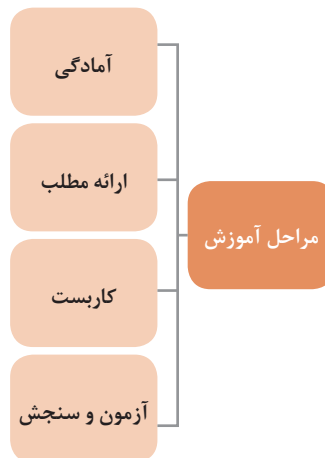 مراحل آموزش
آمادگی
ارائه مطلب
کاربست
آزمون و سنجش